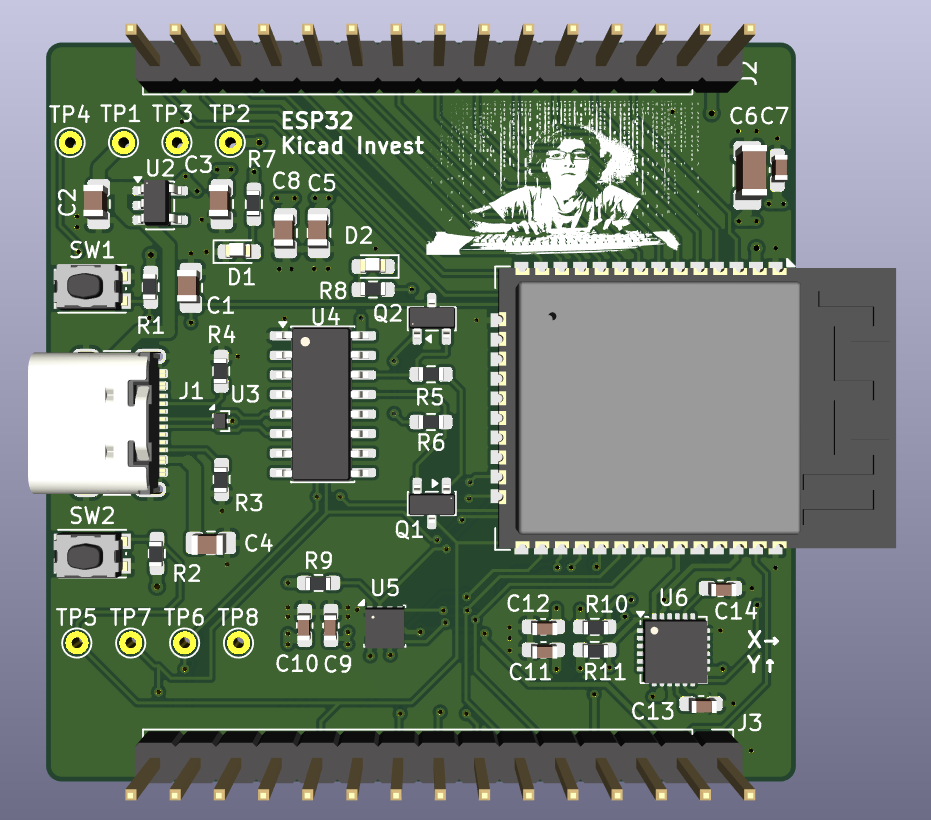 J2
TP4 TP1 TP3 TP2
ESP32
Kicad Invest
C6 C7
U2 C3 R7
C2
C8 C5
SW1
D1
D2
R8
Q2
C1
R1
U4
R4
J1 U3
R5
R6
R3
Q1
SW2
C4
R2
R9
U5
TP5 TP7 TP6 TP8
C10 C9
C12 R10 U6
C14
X→
Y↑
C11 R11
C13
J3